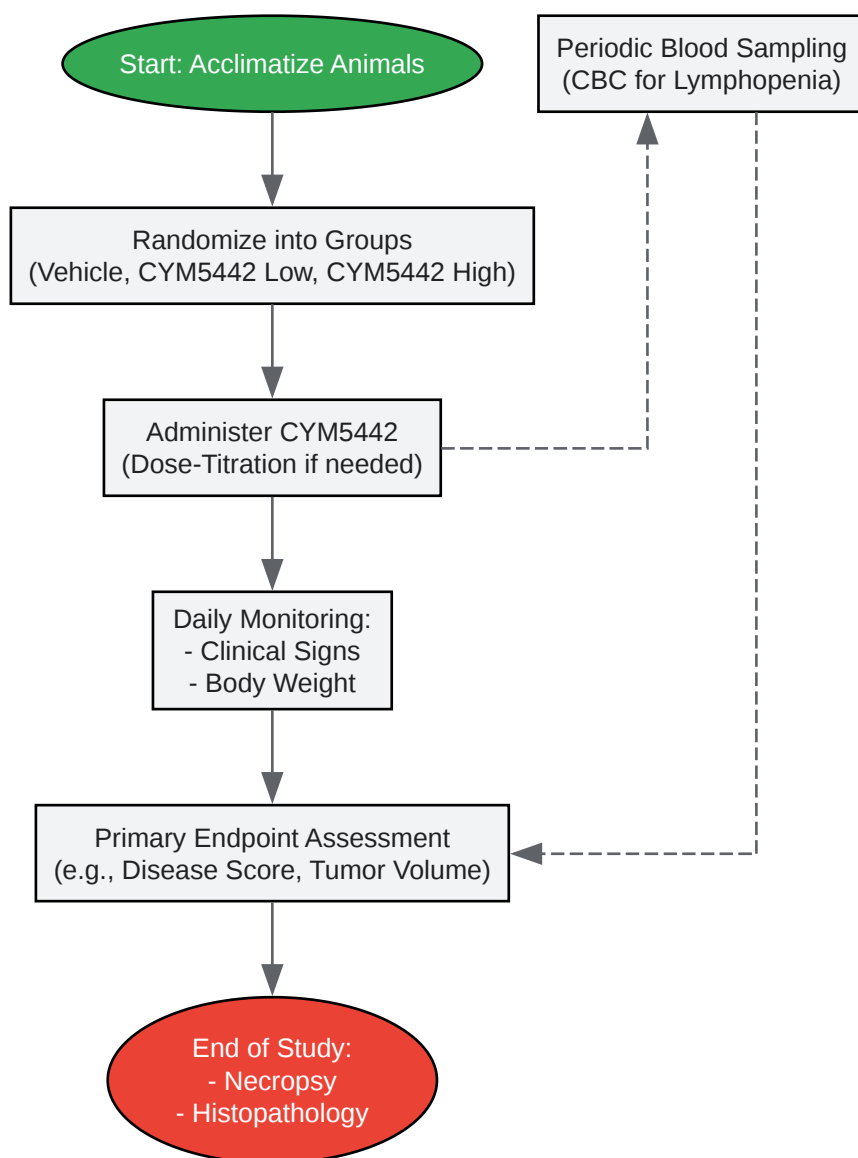 Start: Acclimatize Animals
Periodic Blood Sampling
(CBC for Lymphopenia)
Randomize into Groups
(Vehicle, CYM5442 Low, CYM5442 High)
Administer CYM5442
(Dose-Titration if needed)
Daily Monitoring:
- Clinical Signs
- Body Weight
Primary Endpoint Assessment
(e.g., Disease Score, Tumor Volume)
End of Study:
- Necropsy
- Histopathology